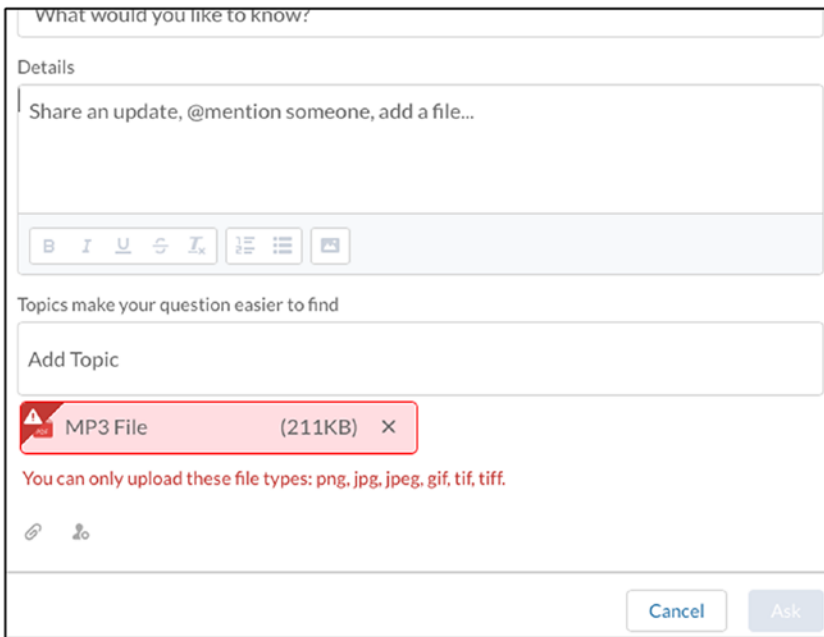 What would you like to know?
Details
Share an update, @mention someone, add a file...
B I U S Tx
Topics make your question easier to find
Add Topic
PDF MP3 File (211KB) ×
You can only upload these file types: png, jpg, jpeg, gif, tif, tiff.
Cancel Ask